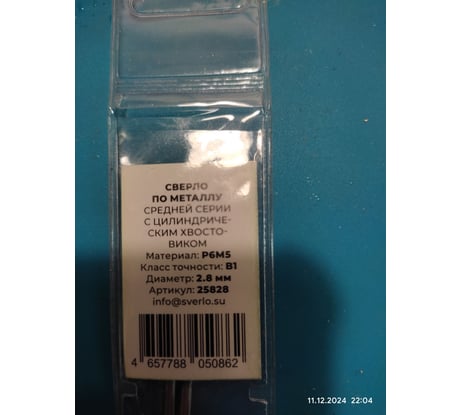 СВЕРЛО
ПО МЕТАЛЛУ
СРЕДНЕЙ СЕРИИ
С ЦИЛИНДРИЧЕ-
СКИМ ХВОСТО-
ВИКОМ
Материал: Р6М5
Класс точности: В1
Диаметр: 2.8 мм
Артикул: 25828
info@sverlo.su
4 657788 050862
11.12.2024 22:04